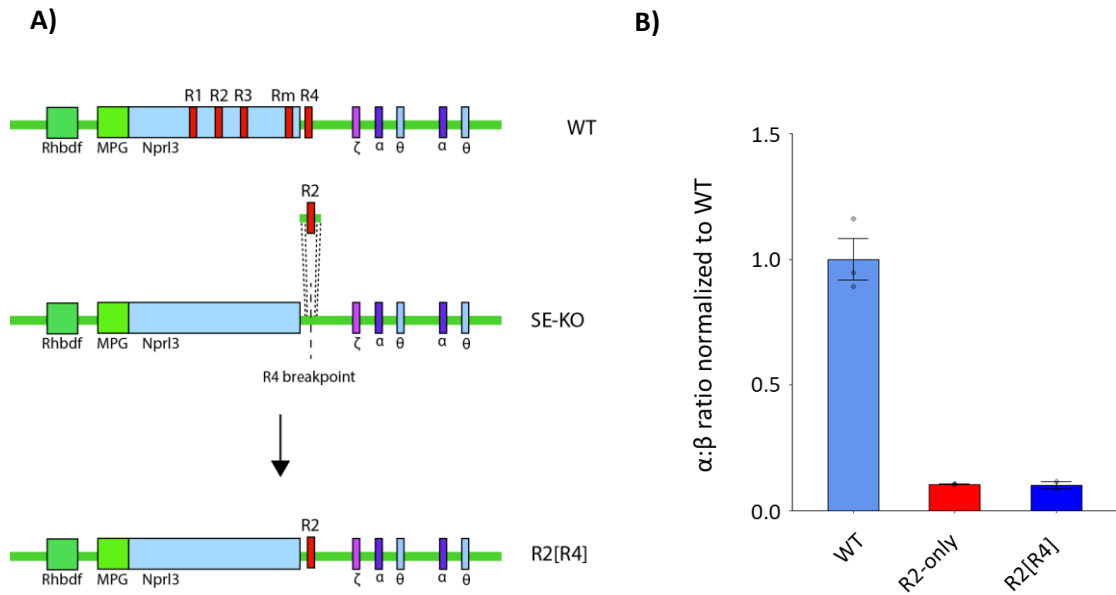 A)
R1 R2 R3 Rm R4
WT
Rhbdf MPG Nprl3 ζ α θ α θ
R2
SE-KO
Rhbdf MPG Nprl3 ζ α θ α θ
R4 breakpoint
R2
R2[R4]
Rhbdf MPG Nprl3 ζ α θ α θ
B)
α:β ratio normalized to WT
1.5
1.0
0.5
0.0
WT
R2-only
R2[R4]